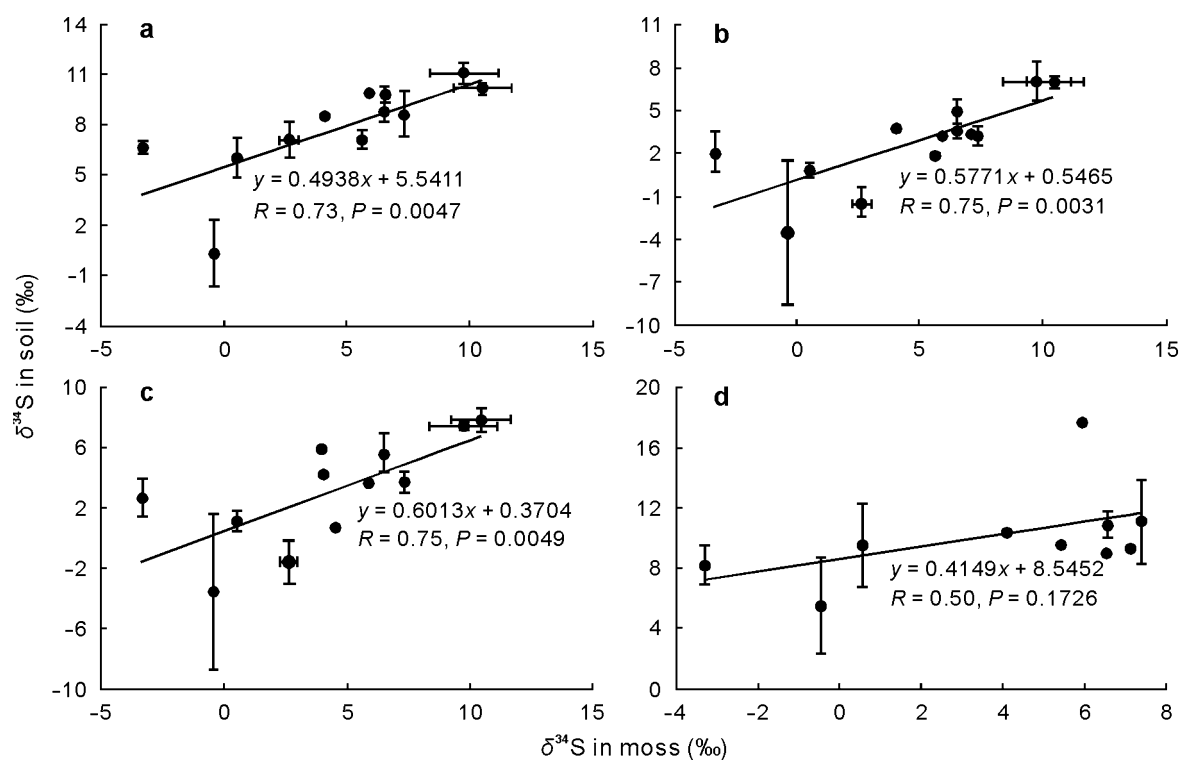 a
14
11
8
5
2
−1
−4
−5 0 5 10 15
y = 0.4938x + 5.5411
R = 0.73, P = 0.0047
b
11
8
5
2
−1
−4
−7
−10
−5 0 5 10 15
y = 0.5771x + 0.5465
R = 0.75, P = 0.0031
δ³⁴S in soil (‰)
c
10
6
2
−2
−6
−10
−5 0 5 10 15
y = 0.6013x + 0.3704
R = 0.75, P = 0.0049
d
20
16
12
8
4
0
−4 −2 0 2 4 6 8
y = 0.4149x + 8.5452
R = 0.50, P = 0.1726
δ³⁴S in moss (‰)